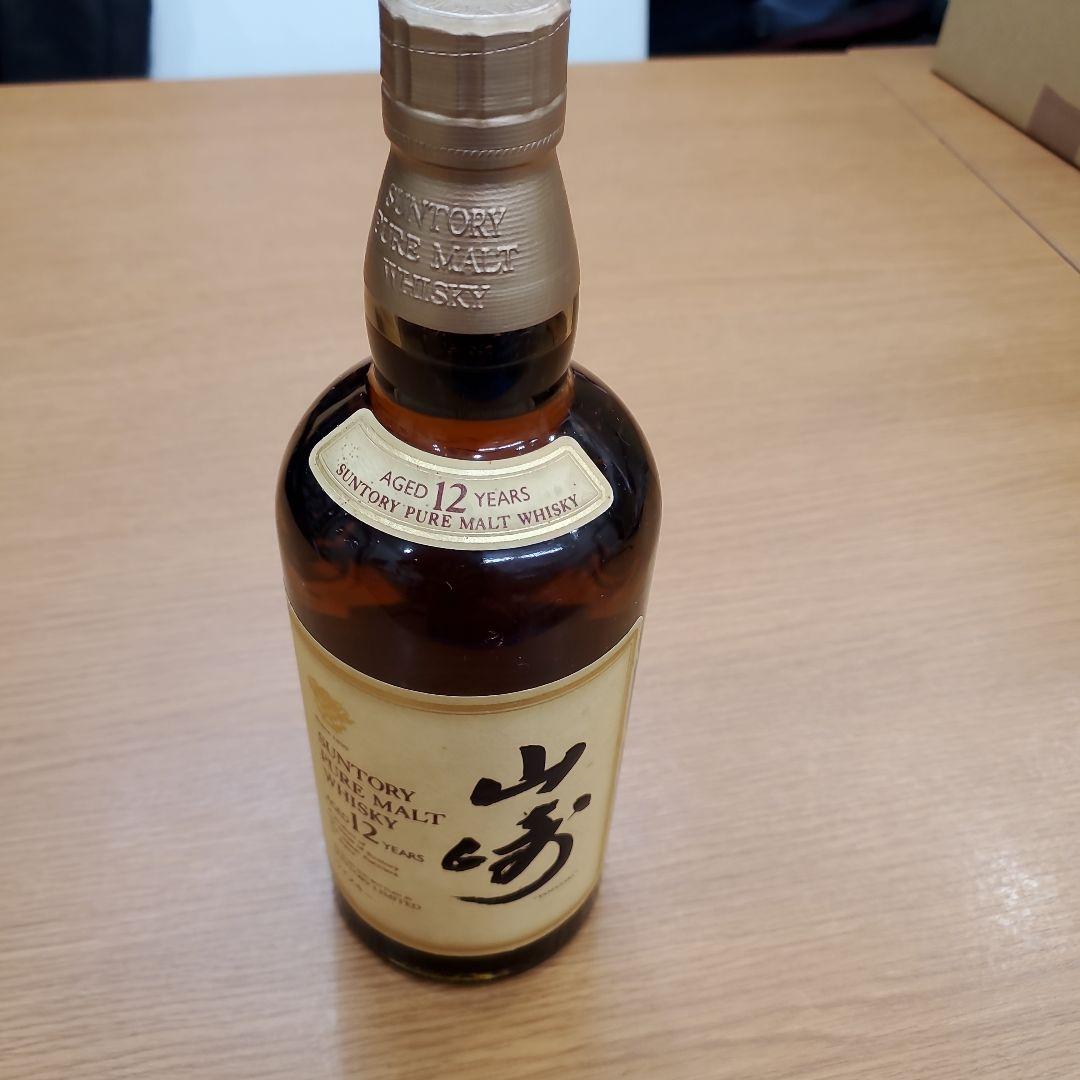 SUNTORY
PURE MALT
WHISKY
AGED 12 YEARS
SUNTORY PURE MALT WHISKY
SUNTORY
PURE MALT
WHISKY
AGED 12 YEARS
山崎